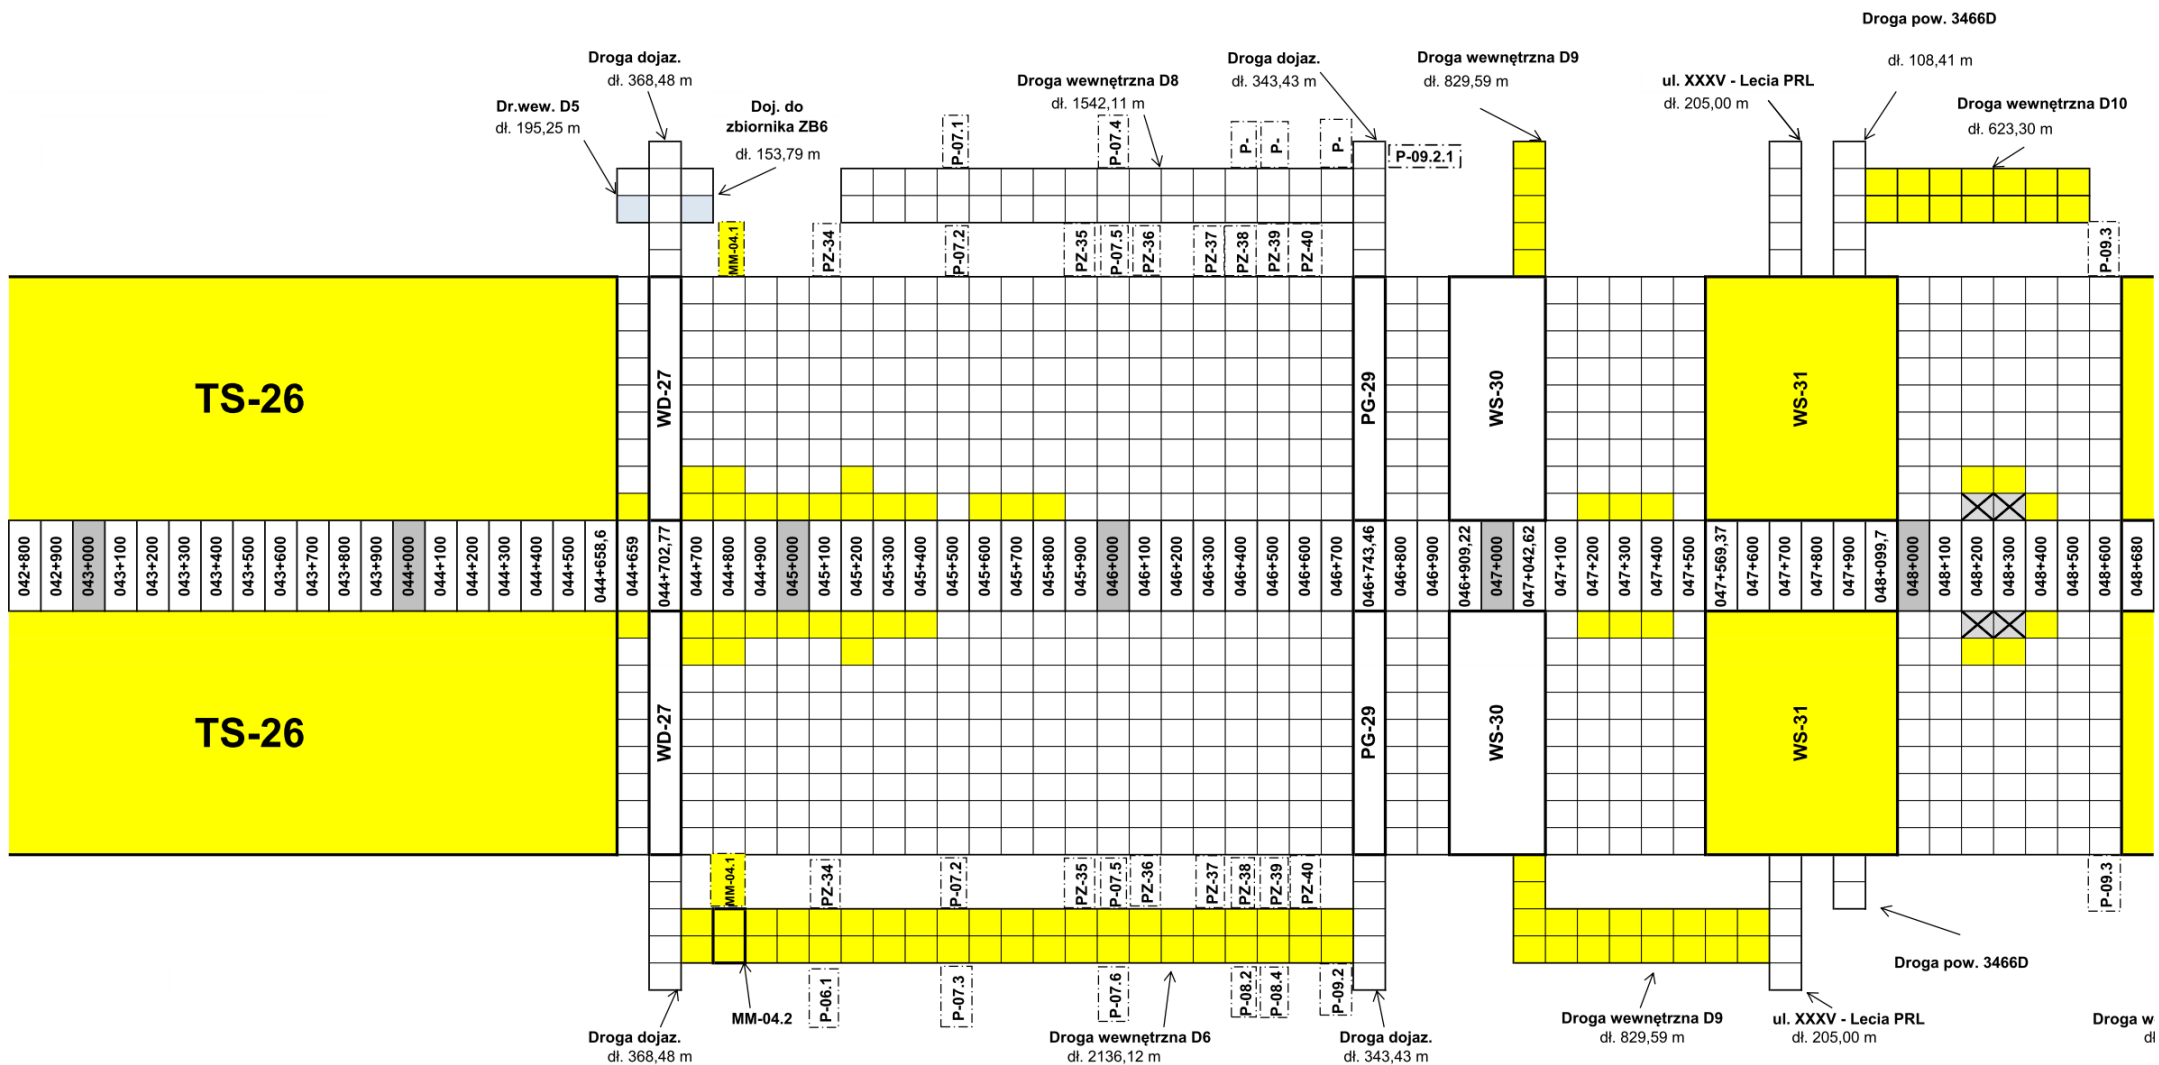 Droga pow. 3466D
dł. 108,41 m
Droga dojaz.
dł. 368,48 m
Dr.wew. D5
dł. 195,25 m
Doj. do
zbiornika ZB6
dł. 153,79 m
Droga wewnętrzna D8
dł. 1542,11 m
Droga dojaz.
dł. 343,43 m
Droga wewnętrzna D9
dł. 829,59 m
ul. XXXV - Lecia PRL
dł. 205,00 m
Droga wewnętrzna D10
dł. 623,30 m
P-07.1
P-07.4
P-
P-
P-
P-09.2.1
MM-04.1
PZ-34
P-07.2
PZ-35
P-07.5
PZ-36
PZ-37
PZ-38
PZ-39
PZ-40
P-09.3
TS-26
WD-27
PG-29
WS-30
WS-31
042+800
042+900
043+000
043+100
043+200
043+300
043+400
043+500
043+600
043+700
043+800
043+900
044+000
044+100
044+200
044+300
044+400
044+500
044+658,6
044+659
044+702,77
044+700
044+800
044+900
045+000
045+100
045+200
045+300
045+400
045+500
045+600
045+700
045+800
045+900
046+000
046+100
046+200
046+300
046+400
046+500
046+600
046+700
046+743,46
046+800
046+900
046+909,22
047+000
047+042,62
047+100
047+200
047+300
047+400
047+500
047+569,37
047+600
047+700
047+800
047+900
048+099,7
048+000
048+100
048+200
048+300
048+400
048+500
048+600
048+680
TS-26
WD-27
PG-29
WS-30
WS-31
MM-04.1
PZ-34
P-07.2
PZ-35
P-07.5
PZ-36
PZ-37
PZ-38
PZ-39
PZ-40
P-09.3
P-06.1
P-07.3
P-07.6
P-08.2
P-08.4
P-09.2
MM-04.2
Droga pow. 3466D
Droga dojaz.
dł. 368,48 m
Droga wewnętrzna D6
dł. 2136,12 m
Droga dojaz.
dł. 343,43 m
Droga wewnętrzna D9
dł. 829,59 m
ul. XXXV - Lecia PRL
dł. 205,00 m
Droga w
dł